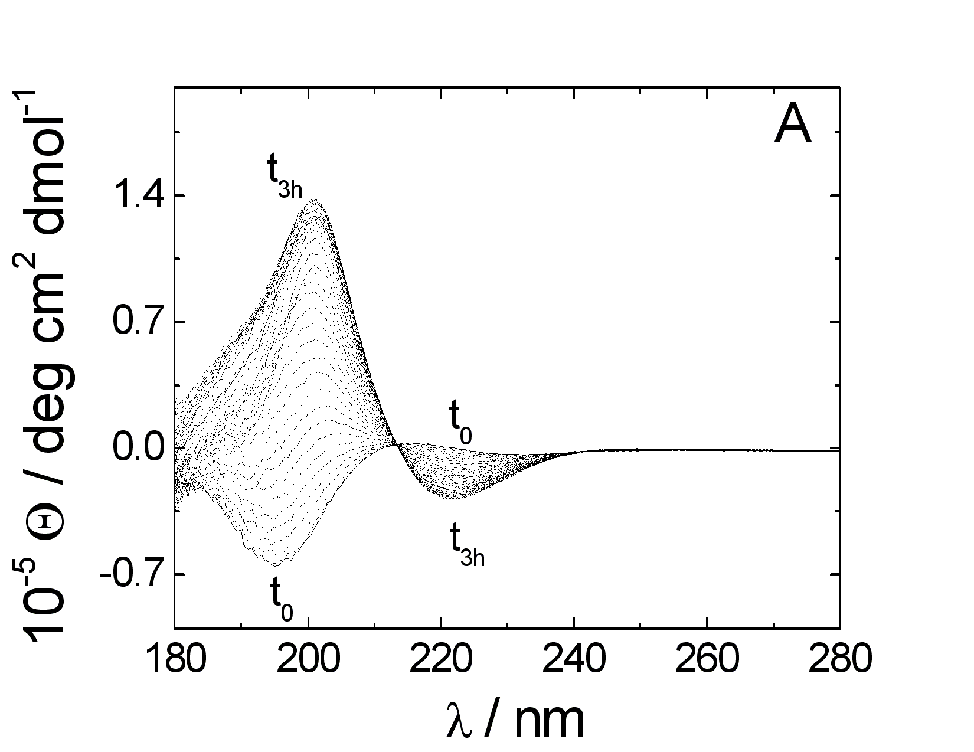 A
10⁻⁵ Θ / deg cm² dmol⁻¹
1.4
0.7
0.0
-0.7
t3h
t0
t0
t3h
180 200 220 240 260 280
λ / nm